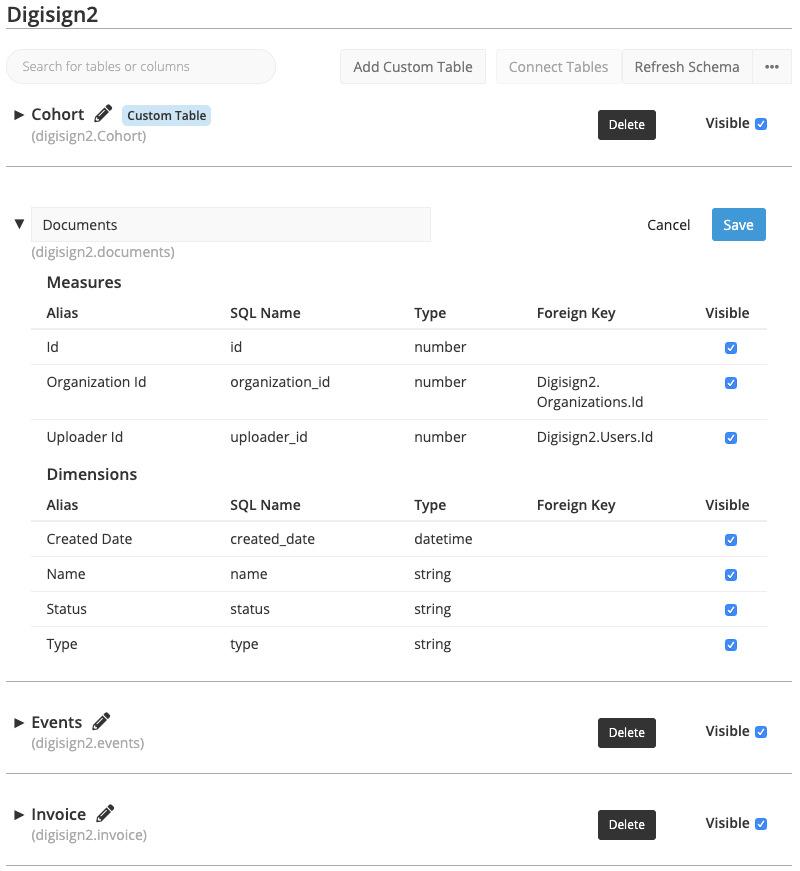 Digisign2
Search for tables or columns
Add Custom Table
Connect Tables
Refresh Schema
•••
Cohort Custom Table
(digisign2.Cohort)
Delete
Visible
Documents
Cancel
Save
(digisign2.documents)
Measures
Alias SQL Name Type Foreign Key Visible
Id id number
Organization Id organization_id number Digisign2.
Organizations.Id
Uploader Id uploader_id number Digisign2.Users.Id
Dimensions
Alias SQL Name Type Foreign Key Visible
Created Date created_date datetime
Name name string
Status status string
Type type string
Events
(digisign2.events)
Delete
Visible
Invoice
(digisign2.invoice)
Delete
Visible